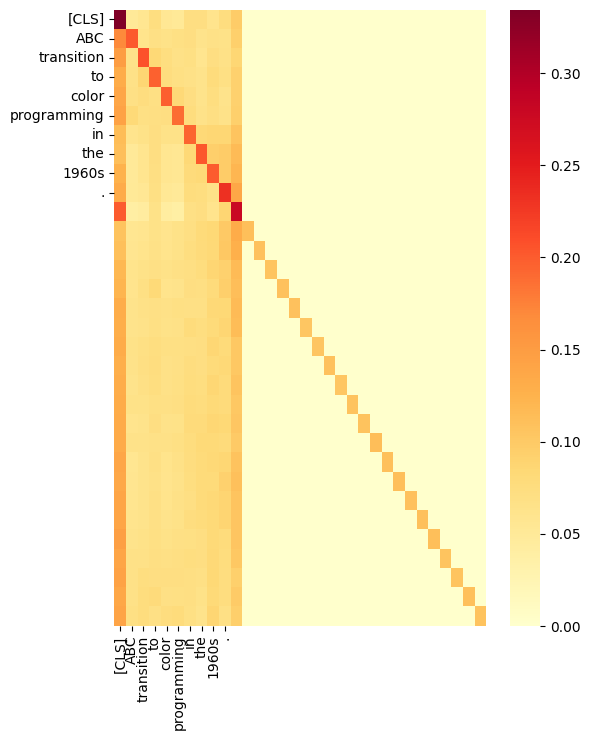 [CLS]
ABC
transition
to
color
programming
in
the
1960s
.
[CLS]
ABC
transition
to
color
programming
in
the
1960s
.
0.30
0.25
0.20
0.15
0.10
0.05
0.00